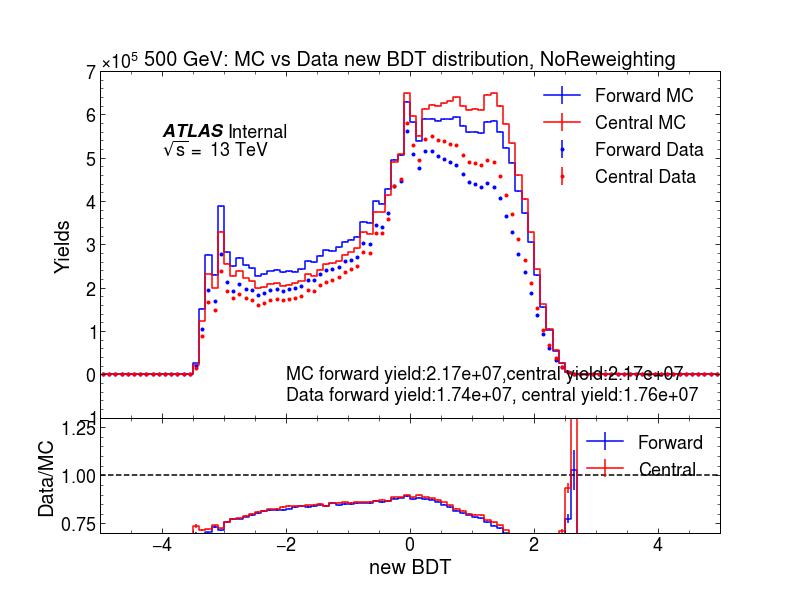 ×10⁵ 500 GeV: MC vs Data new BDT distribution, NoReweighting
7
6
5
4
3
2
1
0
−1
Yields
ATLAS Internal
√s = 13 TeV
Forward MC
Central MC
Forward Data
Central Data
MC forward yield:2.17e+07,central yield:2.17e+07
Data forward yield:1.74e+07, central yield:1.76e+07
1.25
1.00
0.75
Data/MC
Forward
Central
−4 −2 0 2 4
new BDT